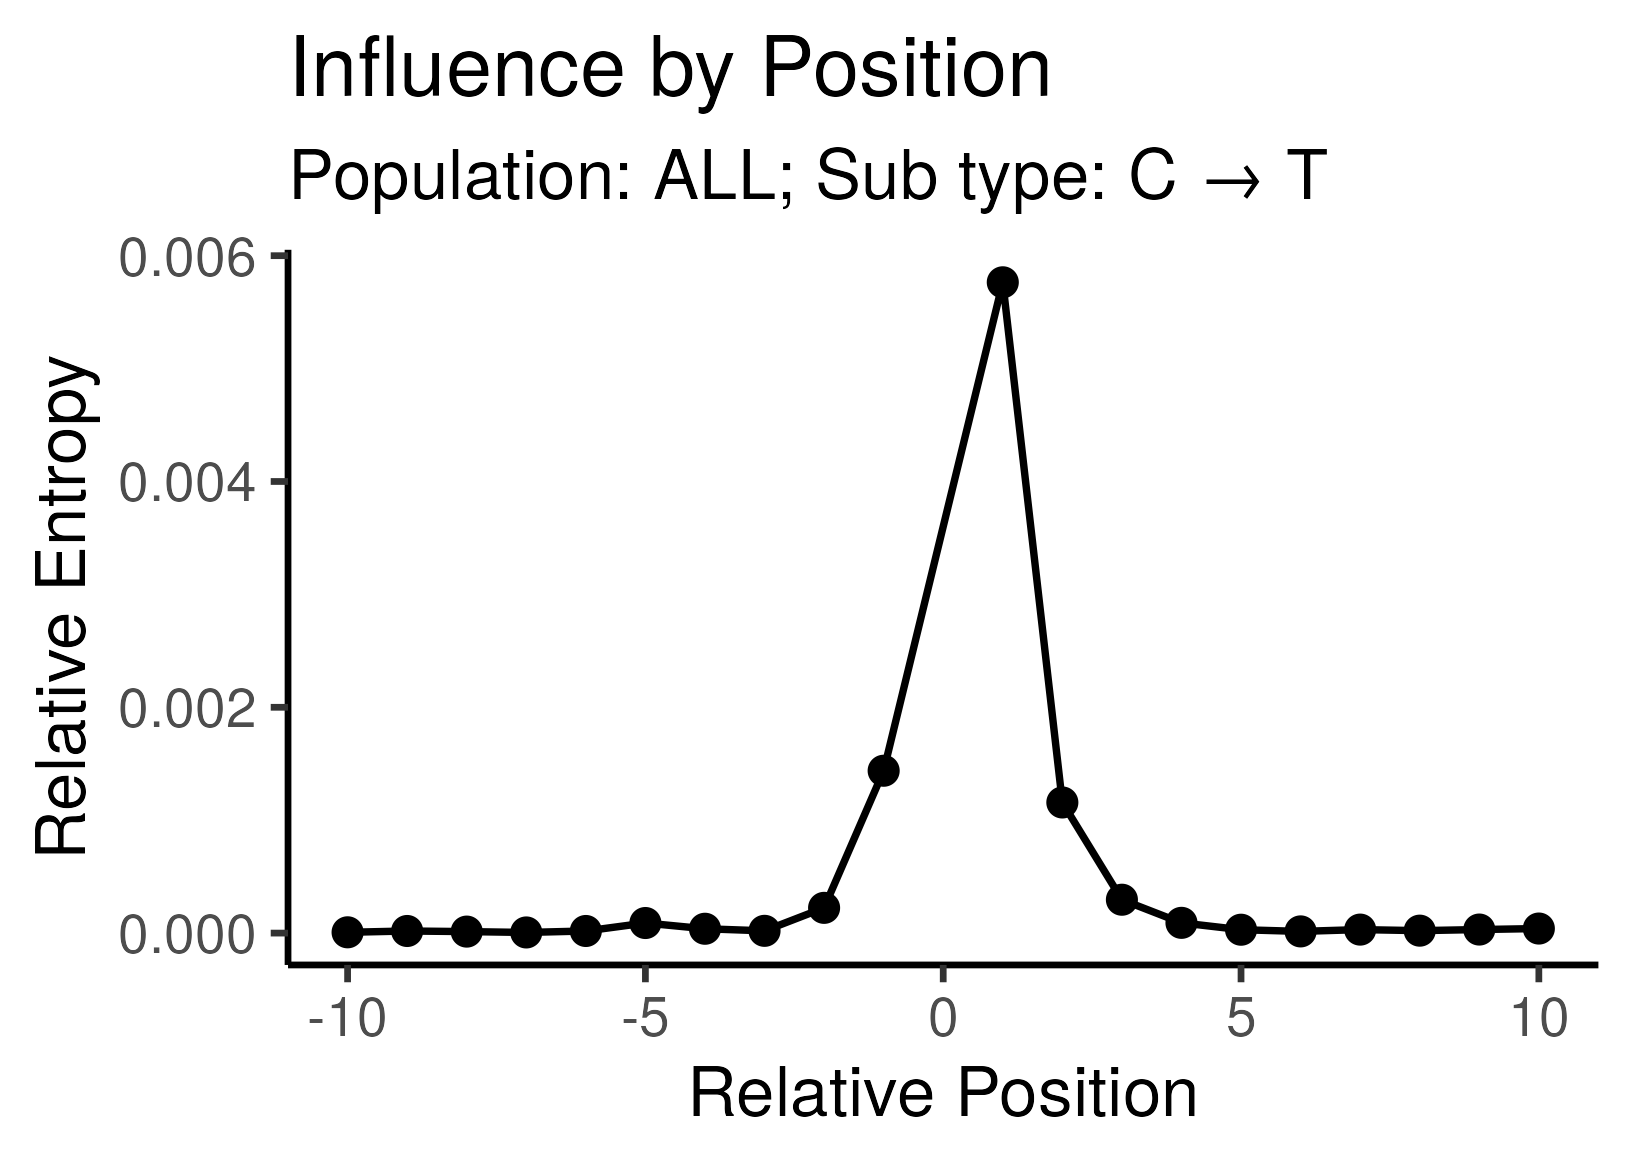 Influence by Position
Population: ALL; Sub type: C → T
0.006
0.004
0.002
0.000
Relative Entropy
-10 -5 0 5 10
Relative Position